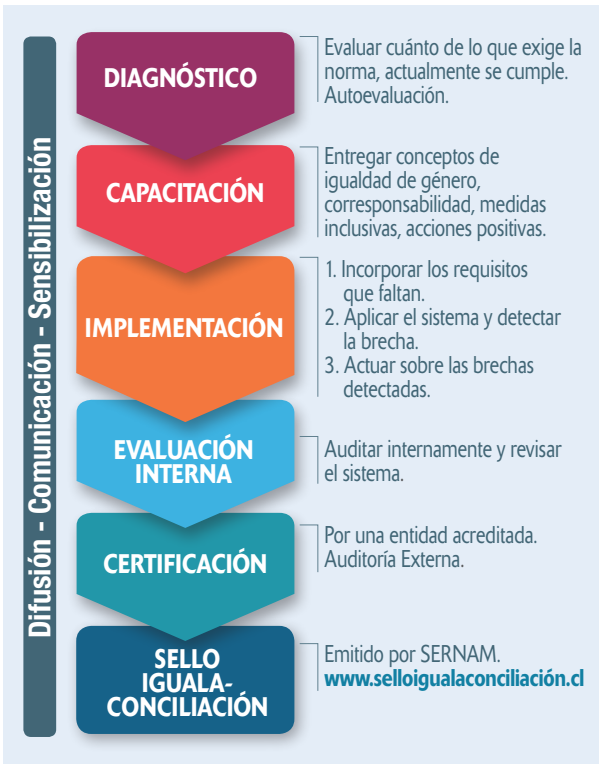 Difusión - Comunicación - Sensibilización
DIAGNÓSTICO
Evaluar cuánto de lo que exige la
norma, actualmente se cumple.
Autoevaluación.
CAPACITACIÓN
Entregar conceptos de
igualdad de género,
corresponsabilidad, medidas
inclusivas, acciones positivas.
IMPLEMENTACIÓN
1. Incorporar los requisitos
que faltan.
2. Aplicar el sistema y detectar
la brecha.
3. Actuar sobre las brechas
detectadas.
EVALUACIÓN
INTERNA
Auditar internamente y revisar
el sistema.
CERTIFICACIÓN
Por una entidad acreditada.
Auditoría Externa.
SELLO
IGUALA-
CONCILIACIÓN
Emitido por SERNAM.
www.selloigualaconciliación.cl